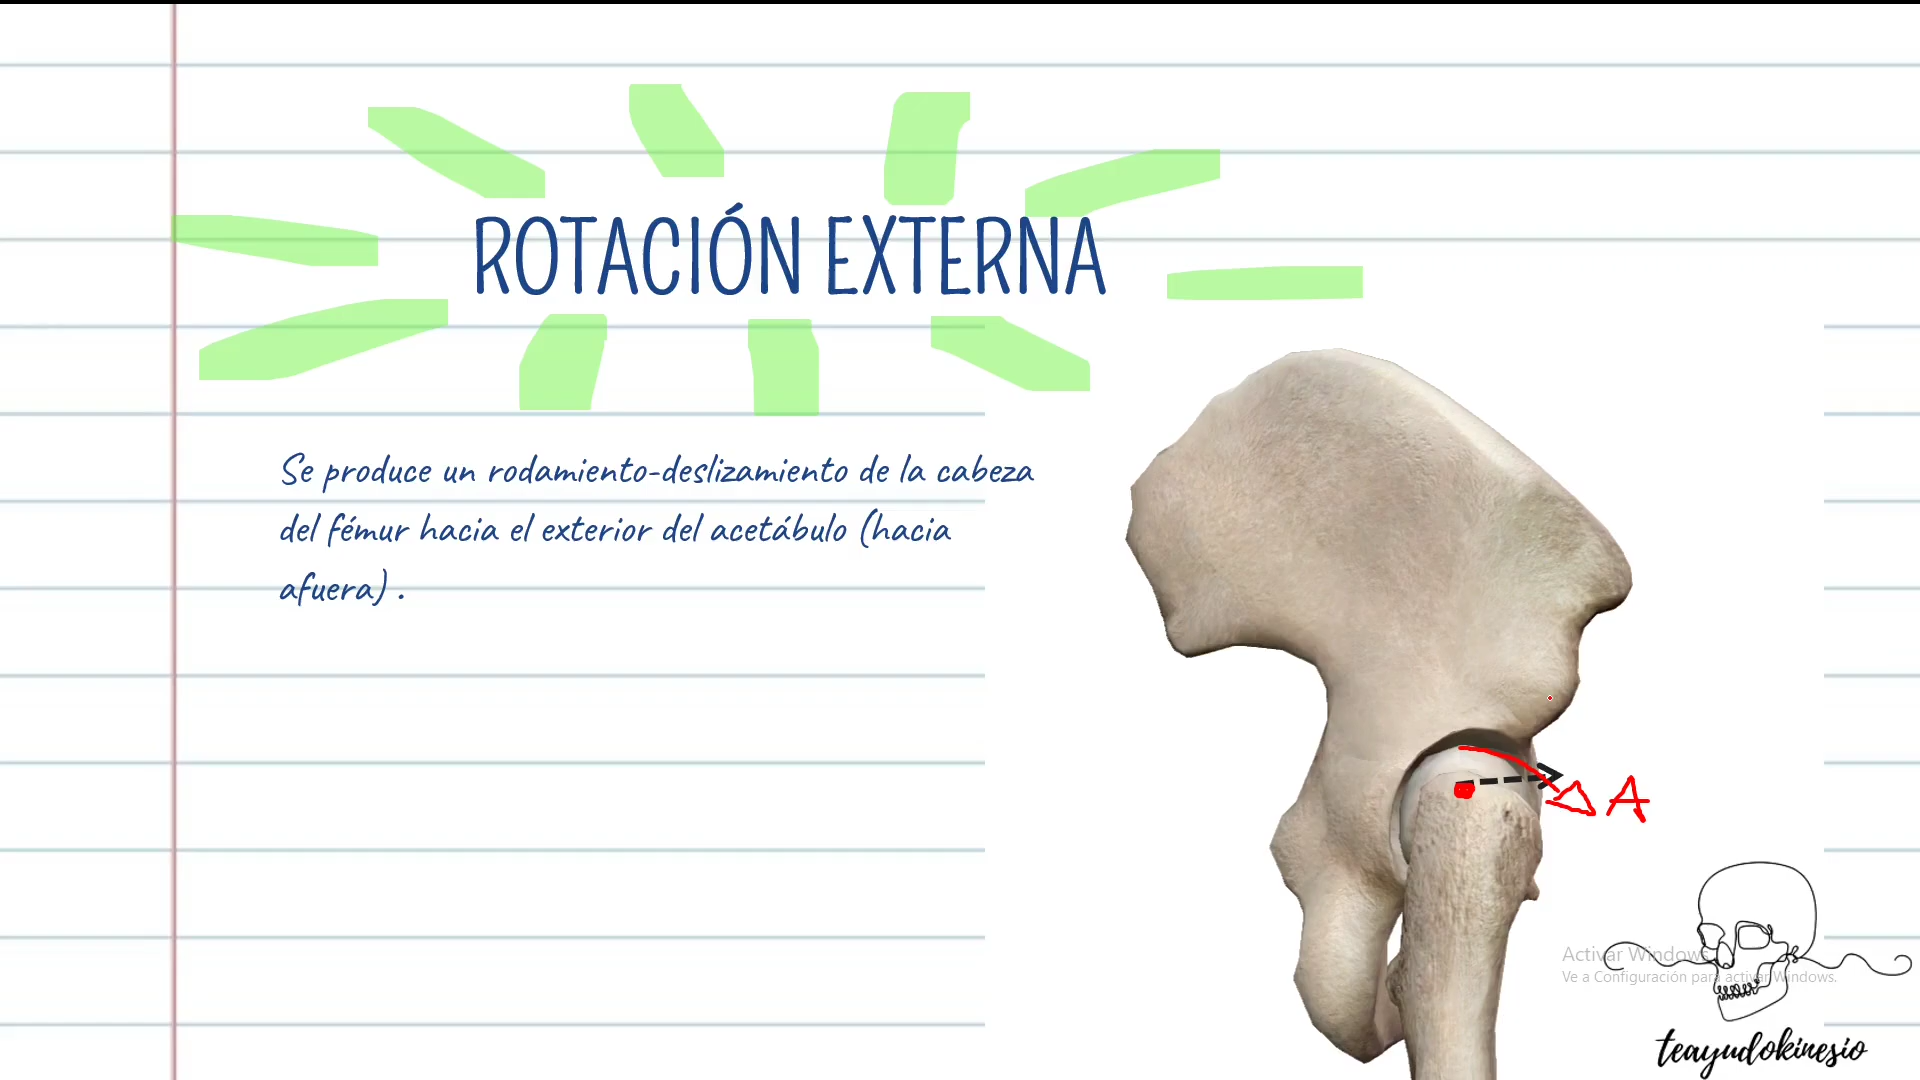 ROTACIÓN EXTERNA
Se produce un rodamiento-deslizamiento de la cabeza
del fémur hacia el exterior del acetábulo (hacia
afuera) .
A
Activar Windows
Ve a Configuración para activar Windows.
teayudokinesio